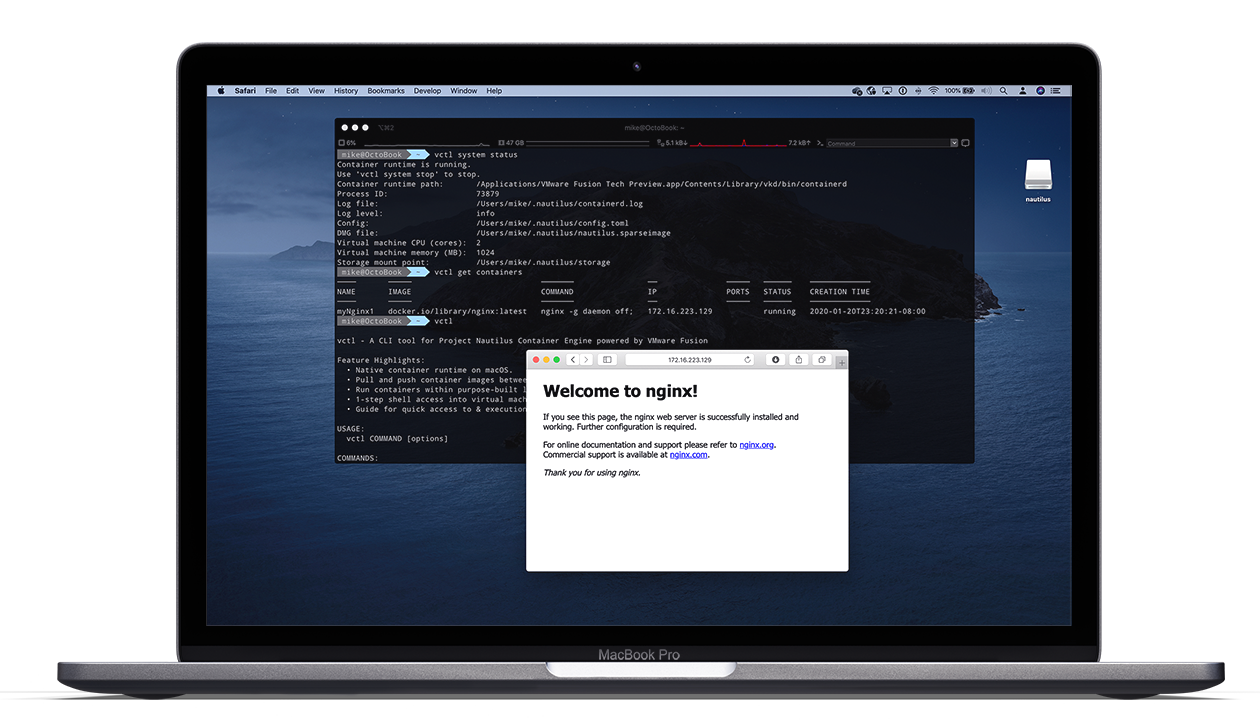 Safari File Edit View History Bookmarks Develop Window Help 100%
⌥⌘2 mike@OctoBook: ~
6% 47 GB 5.1 kB↓ 7.2 kB↑ Command
mike@OctoBook ~ vctl system status
Container runtime is running.
Use 'vctl system stop' to stop.
Container runtime path: /Applications/VMware Fusion Tech Preview.app/Contents/Library/vkd/bin/containerd
Process ID: 73879
Log file: /Users/mike/.nautilus/containerd.log
Log level: info
Config: /Users/mike/.nautilus/config.toml
DMG file: /Users/mike/.nautilus/nautilus.sparseimage
Virtual machine CPU (cores): 2
Virtual machine memory (MB): 1024
Storage mount point: /Users/mike/.nautilus/storage
mike@OctoBook ~ vctl get containers
NAME IMAGE COMMAND IP PORTS STATUS CREATION TIME
myNginx1 docker.io/library/nginx:latest nginx -g daemon off; 172.16.223.129 running 2020-01-20T23:20:21-08:00
mike@OctoBook ~ vctl
vctl - A CLI tool for Project Nautilus Container Engine powered by VMware Fusion
Feature Highlights:
• Native container runtime on macOS.
• Pull and push container images betwee
• Run containers within purpose-built l
• 1-step shell access into virtual mach
• Guide for quick access to & execution
USAGE:
vctl COMMAND [options]
COMMANDS:
nautilus
172.16.223.129
Welcome to nginx!
If you see this page, the nginx web server is successfully installed and
working. Further configuration is required.
For online documentation and support please refer to nginx.org.
Commercial support is available at nginx.com.
Thank you for using nginx.
MacBook Pro